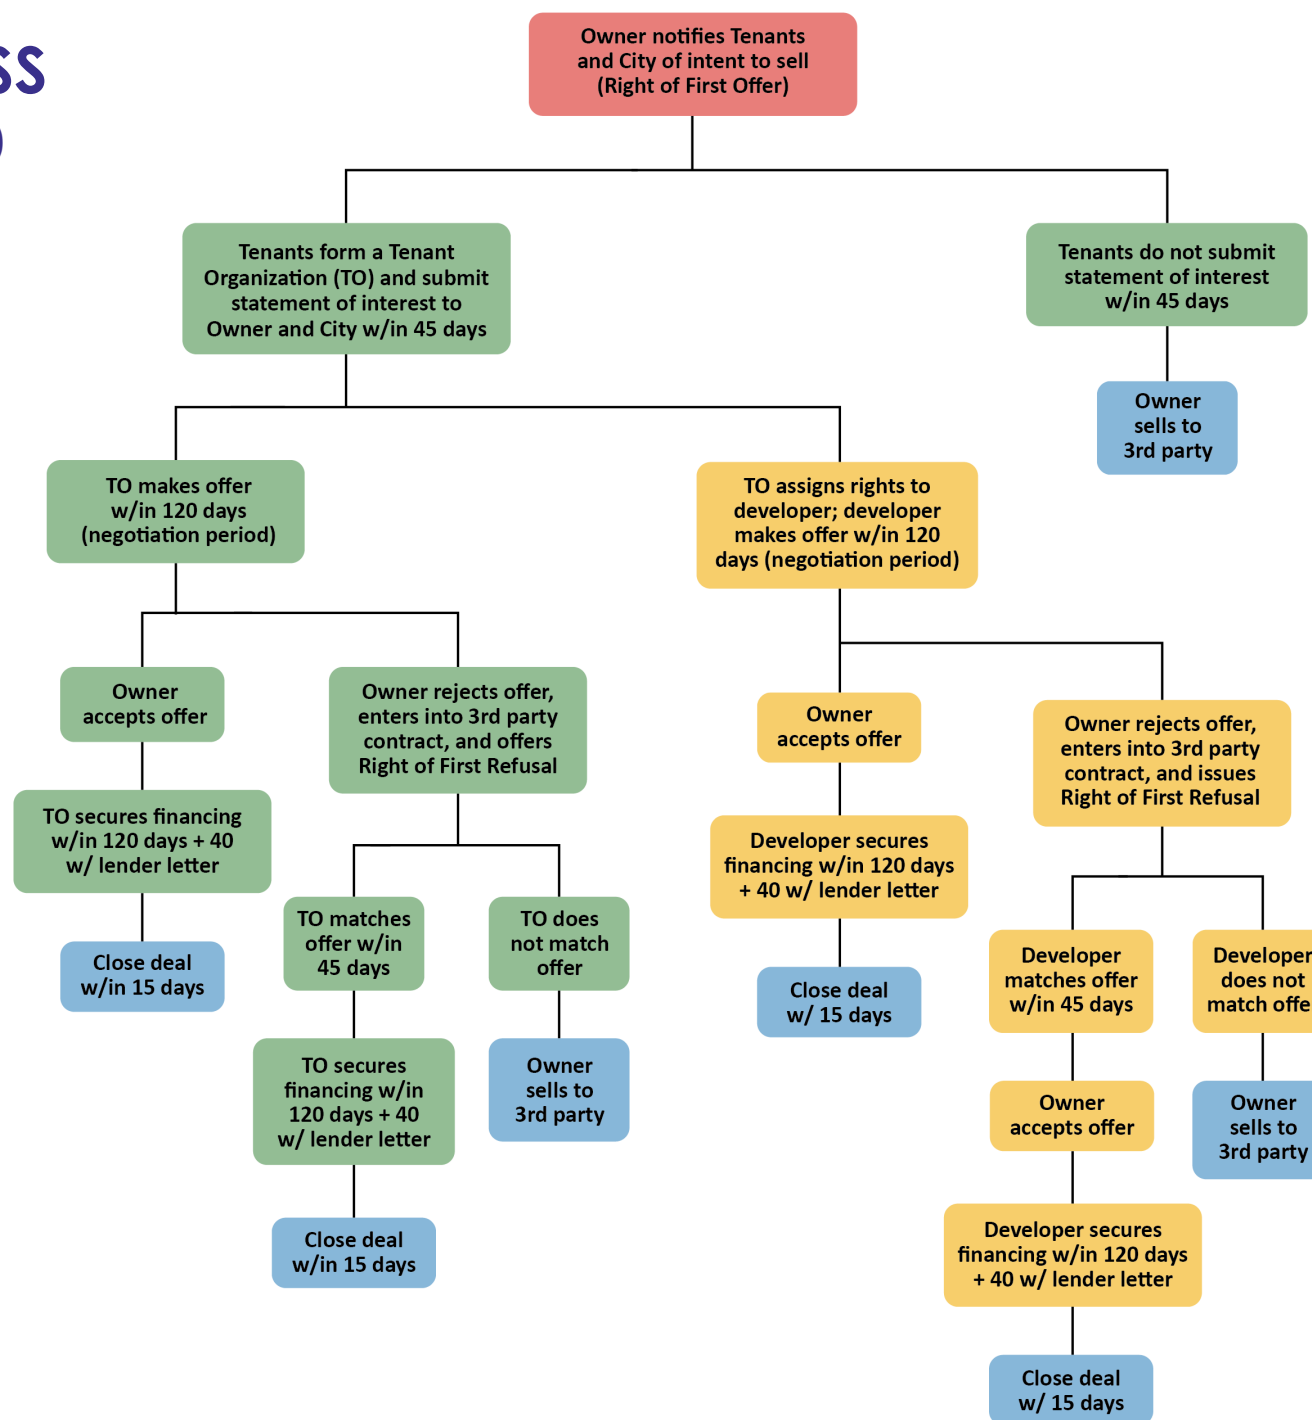 ss
)
Owner notifies Tenants
and City of intent to sell
(Right of First Offer)
Tenants form a Tenant
Organization (TO) and submit
statement of interest to
Owner and City w/in 45 days
Tenants do not submit
statement of interest
w/in 45 days
Owner
sells to
3rd party
TO makes offer
w/in 120 days
(negotiation period)
TO assigns rights to
developer; developer
makes offer w/in 120
days (negotiation period)
Owner
accepts offer
Owner rejects offer,
enters into 3rd party
contract, and offers
Right of First Refusal
TO secures financing
w/in 120 days + 40
w/ lender letter
Close deal
w/in 15 days
TO matches
offer w/in
45 days
TO does
not match
offer
TO secures
financing w/in
120 days + 40
w/ lender letter
Owner
sells to
3rd party
Close deal
w/in 15 days
Owner
accepts offer
Owner rejects offer,
enters into 3rd party
contract, and issues
Right of First Refusal
Developer secures
financing w/in 120 days
+ 40 w/ lender letter
Close deal
w/ 15 days
Developer
matches offer
w/in 45 days
Developer
does not
match offe
Owner
accepts offer
Owner
sells to
3rd party
Developer secures
financing w/in 120 days
+ 40 w/ lender letter
Close deal
w/ 15 days